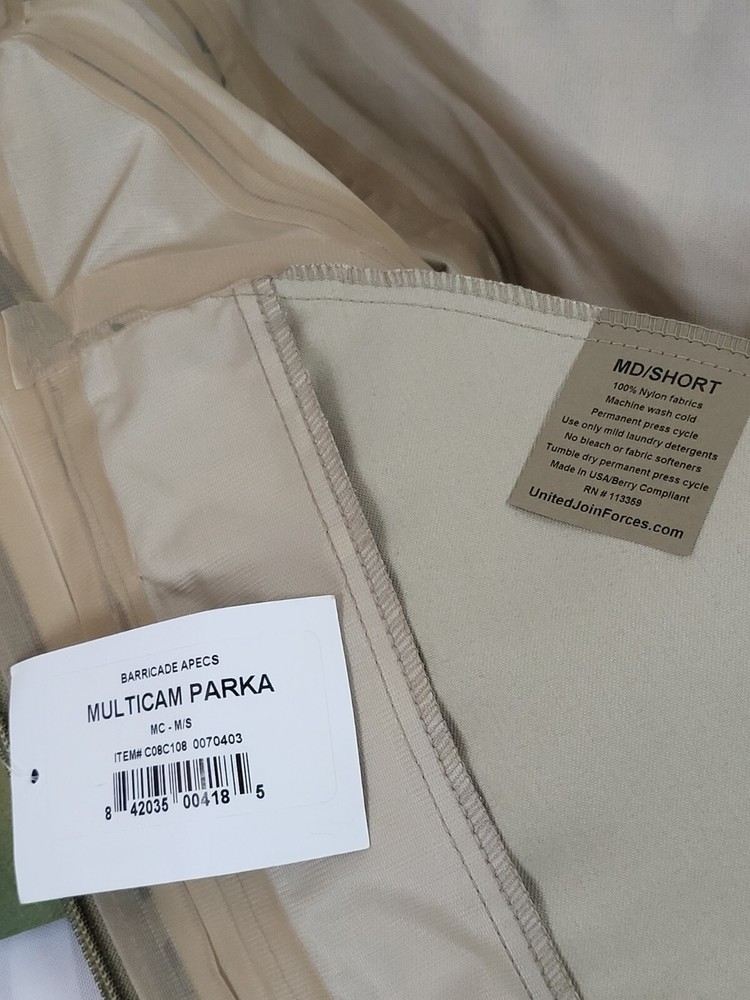 MD/SHORT
100% Nylon fabrics
Machine wash cold
Permanent press cycle
Use only mild laundry detergents
No bleach or fabric softeners
Tumble dry permanent press cycle
Made in USA/Berry Compliant
RN # 113359
UnitedJoinForces.com
BARRICADE APECS
MULTICAM PARKA
MC - M/S
ITEM# C08C108 0070403
8 42035 00418 5